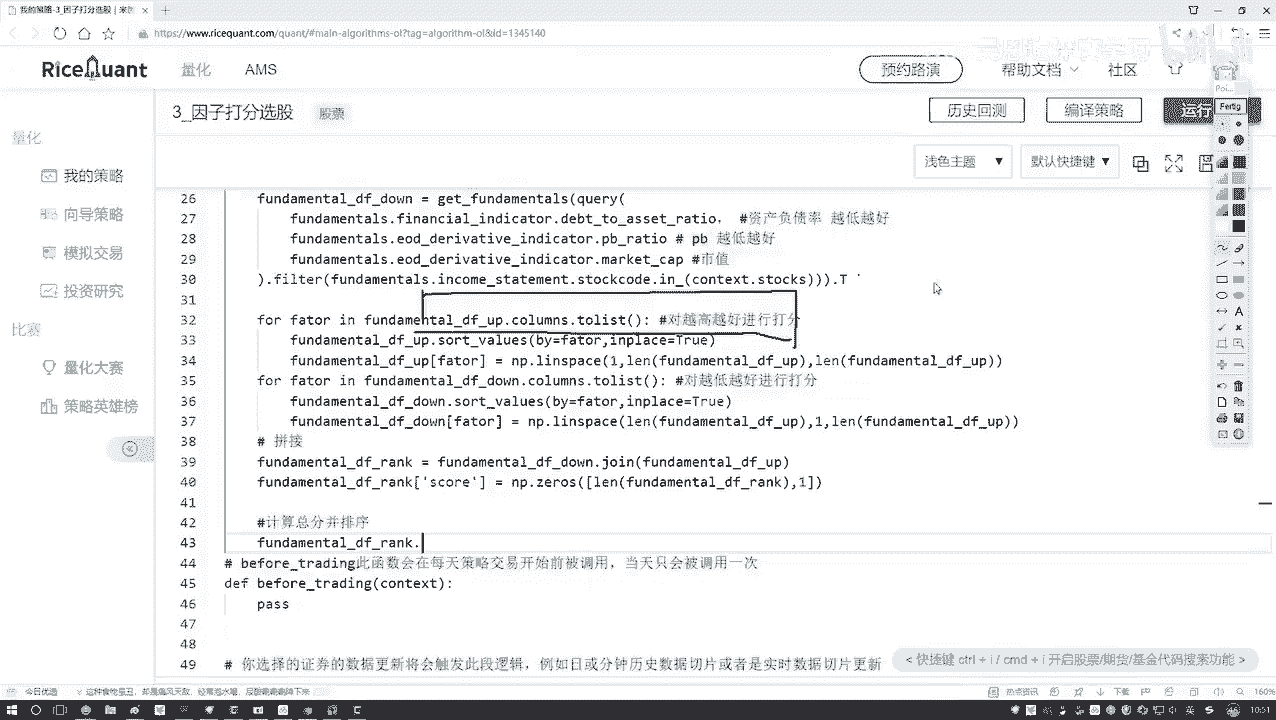 我的策略-3_因子打分选股
https://www.ricequant.com/quant/#main-algorithms-ol?tag=algorithm-ol&id=1345140
RiceQuant 量化 AMS 预约路演 帮助文档 社区
3_因子打分选股 股票 历史回测 编译策略 运行
Fertig
浅色主题 默认快捷键
量化
我的策略
向导策略
模拟交易
投资研究
比赛
量化大赛
策略英雄榜
26 fundamental_df_down = get_fundamentals(query(
27 fundamentals.financial_indicator.debt_to_asset_ratio, #资产负债率 越低越好
28 fundamentals.eod_derivative_indicator.pb_ratio # pb 越低越好
29 fundamentals.eod_derivative_indicator.market_cap #市值
30 ).filter(fundamentals.income_statement.stockcode.in_(context.stocks))).T `
31
32 for fator in fundamental_df_up.columns.tolist(): #对越高越好进行打分
33 fundamental_df_up.sort_values(by=fator,inplace=True)
34 fundamental_df_up[fator] = np.linspace(1,len(fundamental_df_up),len(fundamental_df_up))
35 for fator in fundamental_df_down.columns.tolist(): #对越低越好进行打分
36 fundamental_df_down.sort_values(by=fator,inplace=True)
37 fundamental_df_down[fator] = np.linspace(len(fundamental_df_up),1,len(fundamental_df_up))
38 # 拼接
39 fundamental_df_rank = fundamental_df_down.join(fundamental_df_up)
40 fundamental_df_rank['score'] = np.zeros([len(fundamental_df_rank),1])
41
42 #计算总分并排序
43 fundamental_df_rank.
44 # before_trading此函数会在每天策略交易开始前被调用，当天只会被调用一次
45 def before_trading(context):
46 pass
47
48
49 # 你选择的证券的数据更新将会触发此段逻辑，例如日或分钟历史数据切片或者是实时数据切片更新
< 快捷键 ctrl + i / cmd + i 开启股票/期货/基金代码搜索功能 >
今日优选
热点资讯 下载 160%
英 10:51